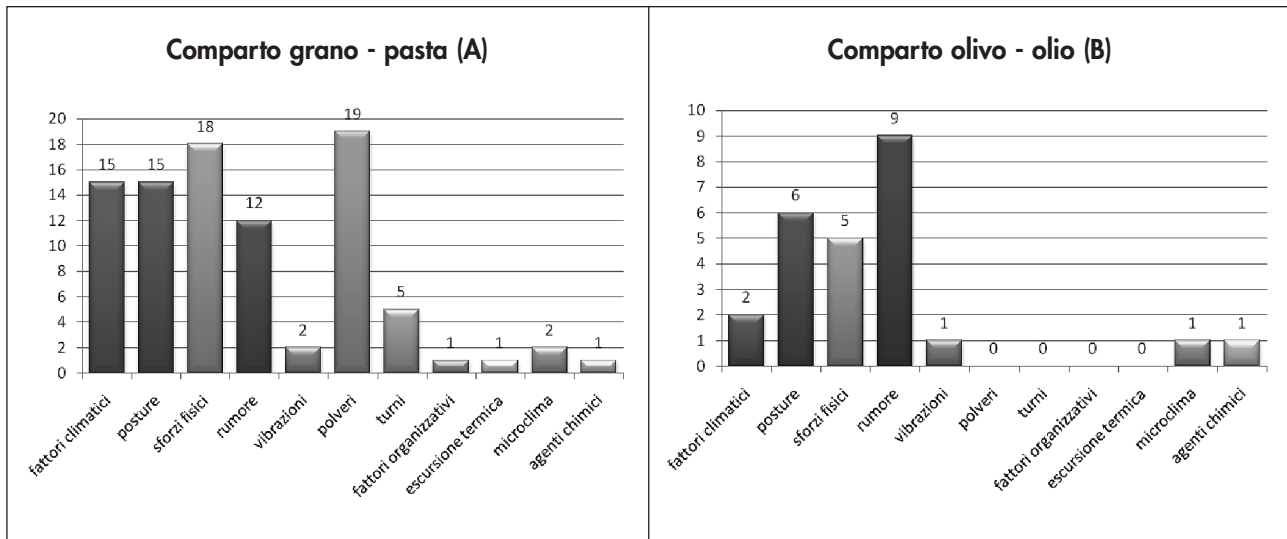 Comparto grano - pasta (A)
20
18
16
14
12
10
8
6
4
2
0
15
15
18
12
2
19
5
1
1
2
1
fattori climatici
posture
sforzi fisici
rumore
vibrazioni
polveri
turni
fattori organizzativi
escursione termica
microclima
agenti chimici
Comparto olivo - olio (B)
10
9
8
7
6
5
4
3
2
1
0
2
6
5
9
1
0
0
0
0
1
1
fattori climatici
posture
sforzi fisici
rumore
vibrazioni
polveri
turni
fattori organizzativi
escursione termica
microclima
agenti chimici